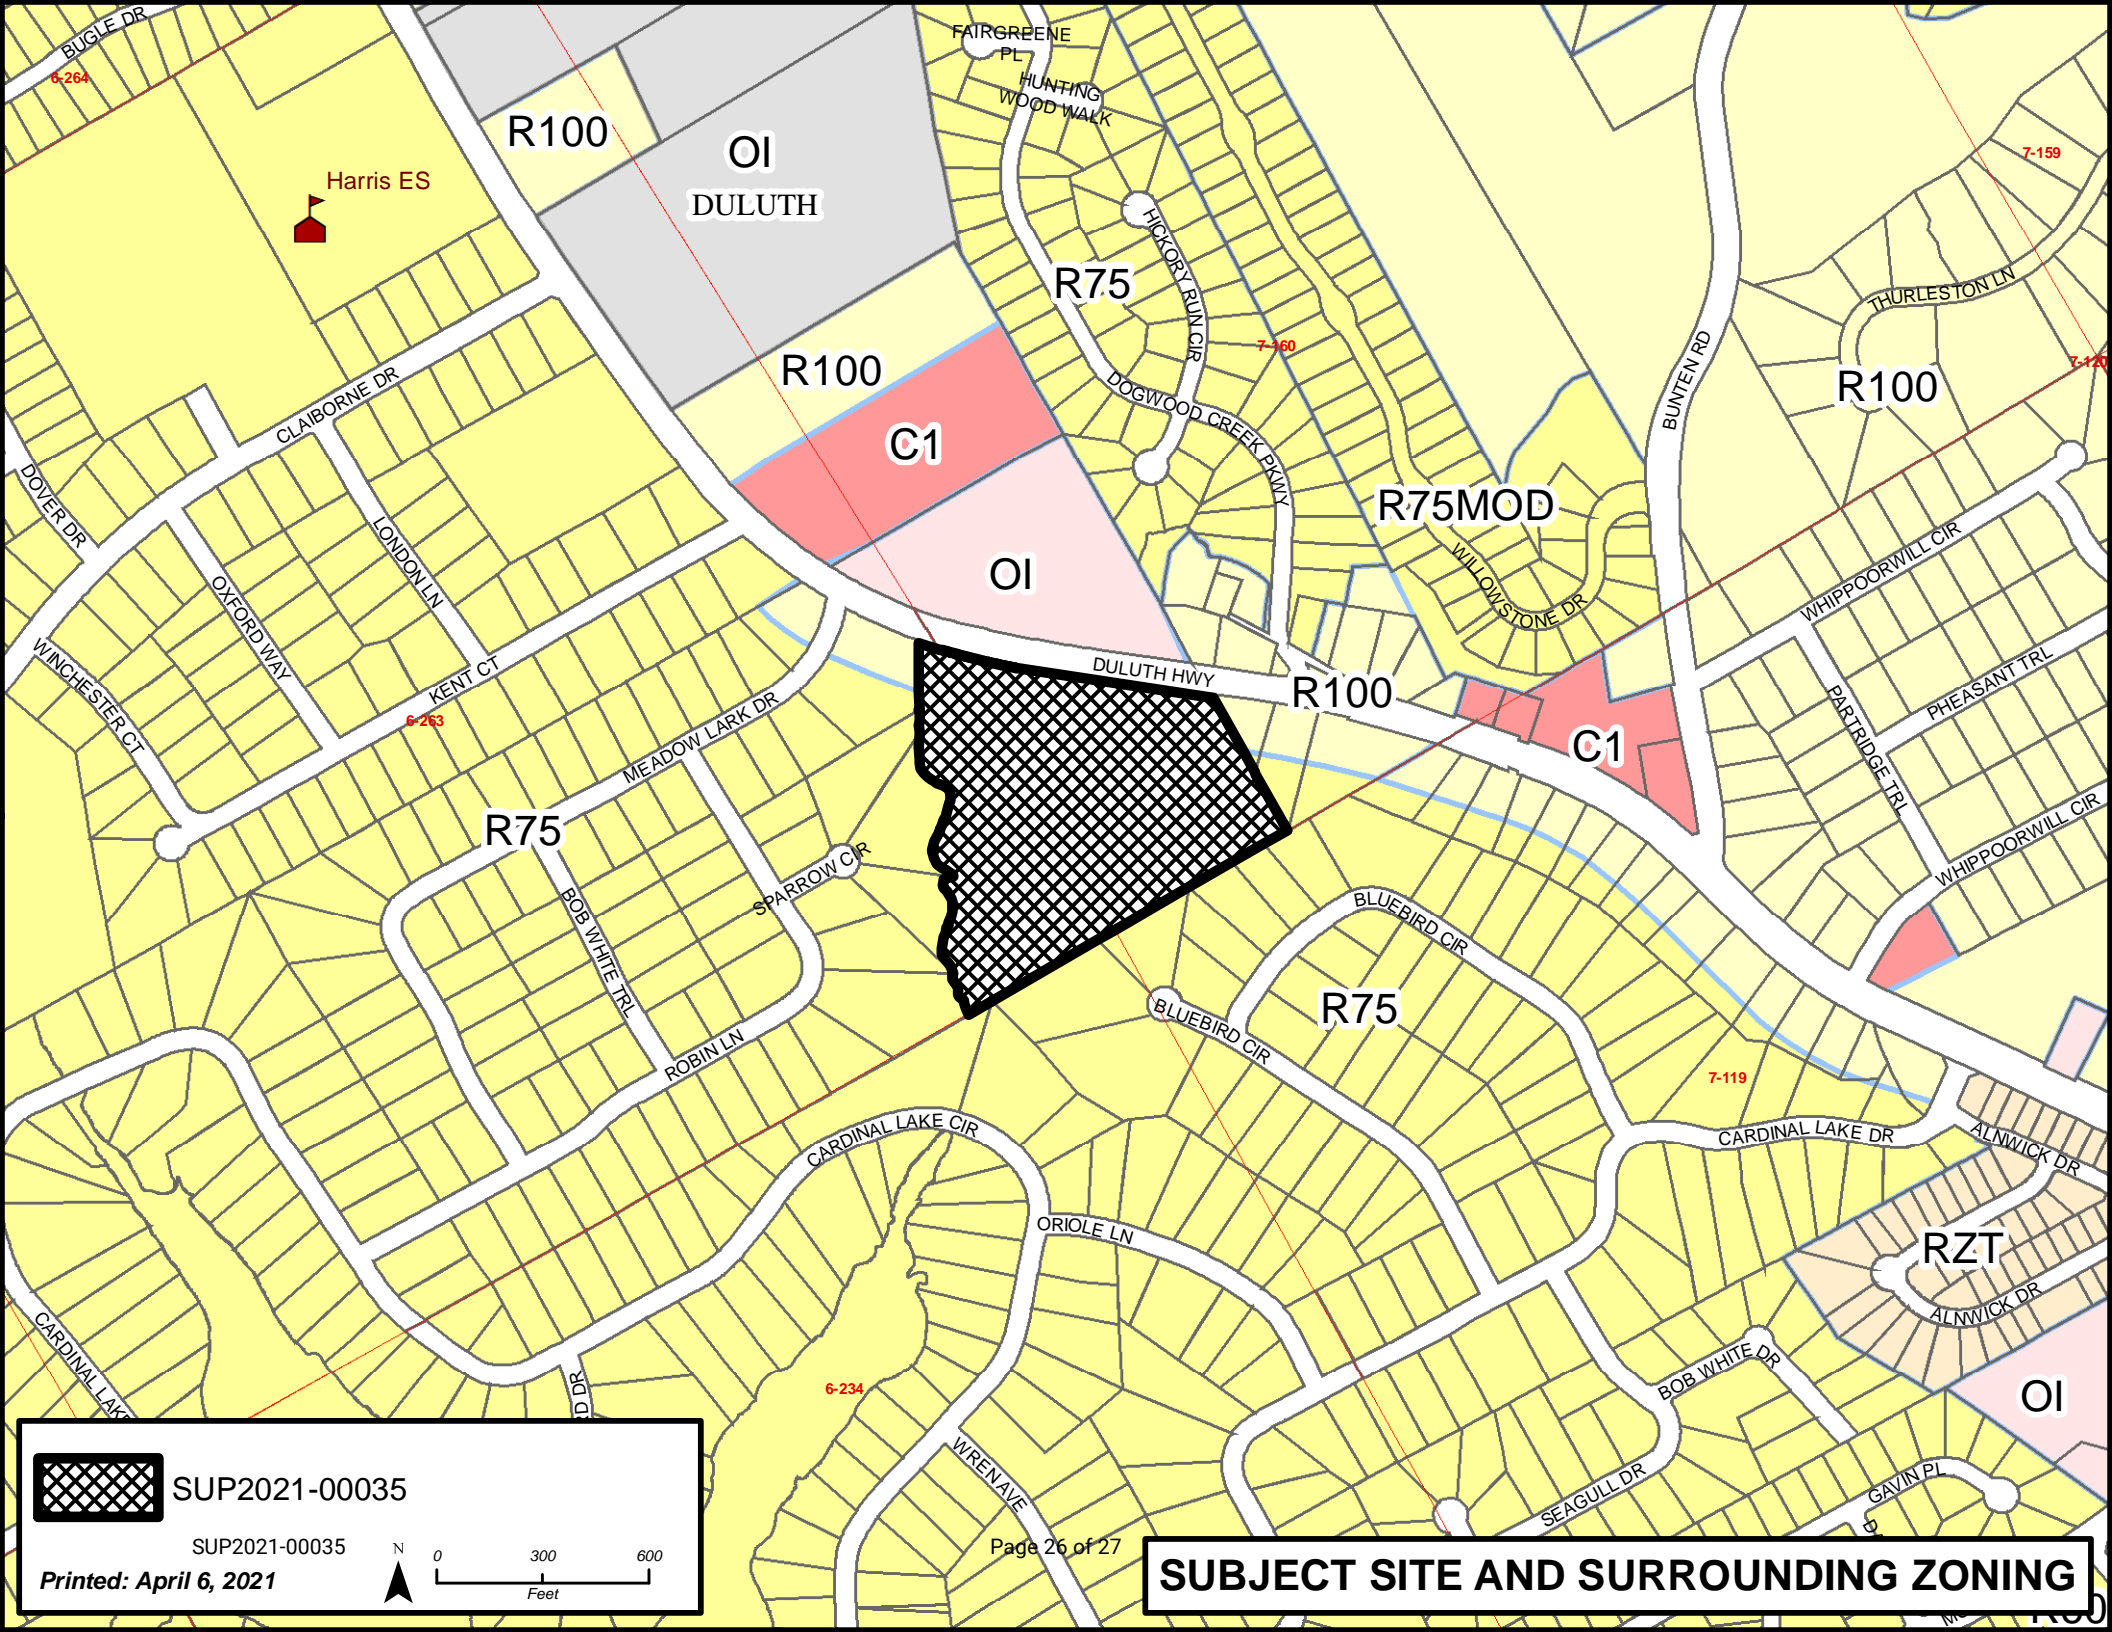 BUGLE DR
6-264
FAIRGREENE
PL
HUNTING
WOOD WALK
R100
OI
DULUTH
7-159
Harris ES
HICKORY RUN CIR
R75
THURLESTON LN
7-160
7-120
R100
BUNTEN RD
R100
CLAIBORNE DR
DOGWOOD CREEK PKWY
C1
DOVER DR
LONDON LN
R75MOD
OXFORD WAY
OI
WILLOWSTONE DR
WHIPPOORWILL CIR
WINCHESTER CT
KENT CT
6-263
DULUTH HWY
R100
PHEASANT TRL
PARTRIDGE TRL
MEADOW LARK DR
C1
R75
WHIPPOORWILL CIR
SPARROW CIR
BOB WHITE TRL
BLUEBIRD CIR
BLUEBIRD CIR
R75
ROBIN LN
7-119
CARDINAL LAKE CIR
CARDINAL LAKE DR
ALNWICK DR
ORIOLE LN
RZT
ALNWICK DR
CARDINAL LAKE
BOB WHITE DR
D DR
6-234
OI
WREN AVE
SEAGULL DR
GAVIN PL
SUP2021-00035
SUP2021-00035
Printed: April 6, 2021
N
0 300 600
Feet
Page 26 of 27
SUBJECT SITE AND SURROUNDING ZONING